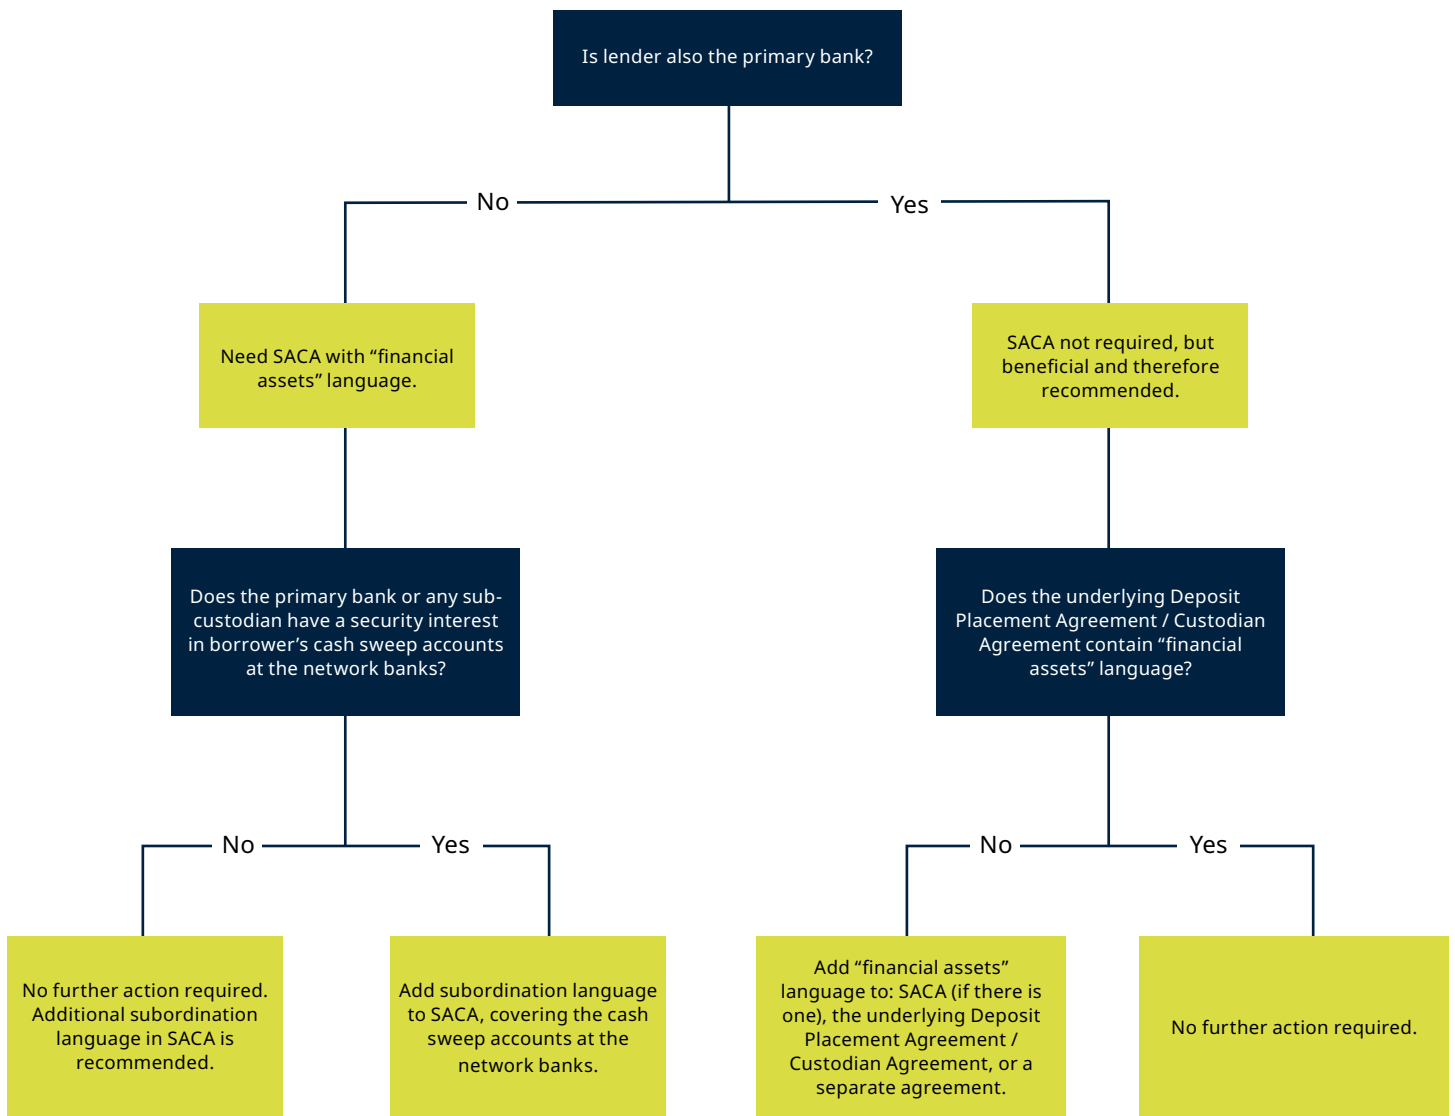 Is lender also the primary bank?
No
Yes
Need SACA with “financial
assets” language.
SACA not required, but
beneficial and therefore
recommended.
Does the primary bank or any sub-
custodian have a security interest
in borrower’s cash sweep accounts
at the network banks?
Does the underlying Deposit
Placement Agreement / Custodian
Agreement contain “financial
assets” language?
No
Yes
No
Yes
No further action required.
Additional subordination
language in SACA is
recommended.
Add subordination language
to SACA, covering the cash
sweep accounts at the
network banks.
Add “financial assets”
language to: SACA (if there is
one), the underlying Deposit
Placement Agreement /
Custodian Agreement, or a
separate agreement.
No further action required.